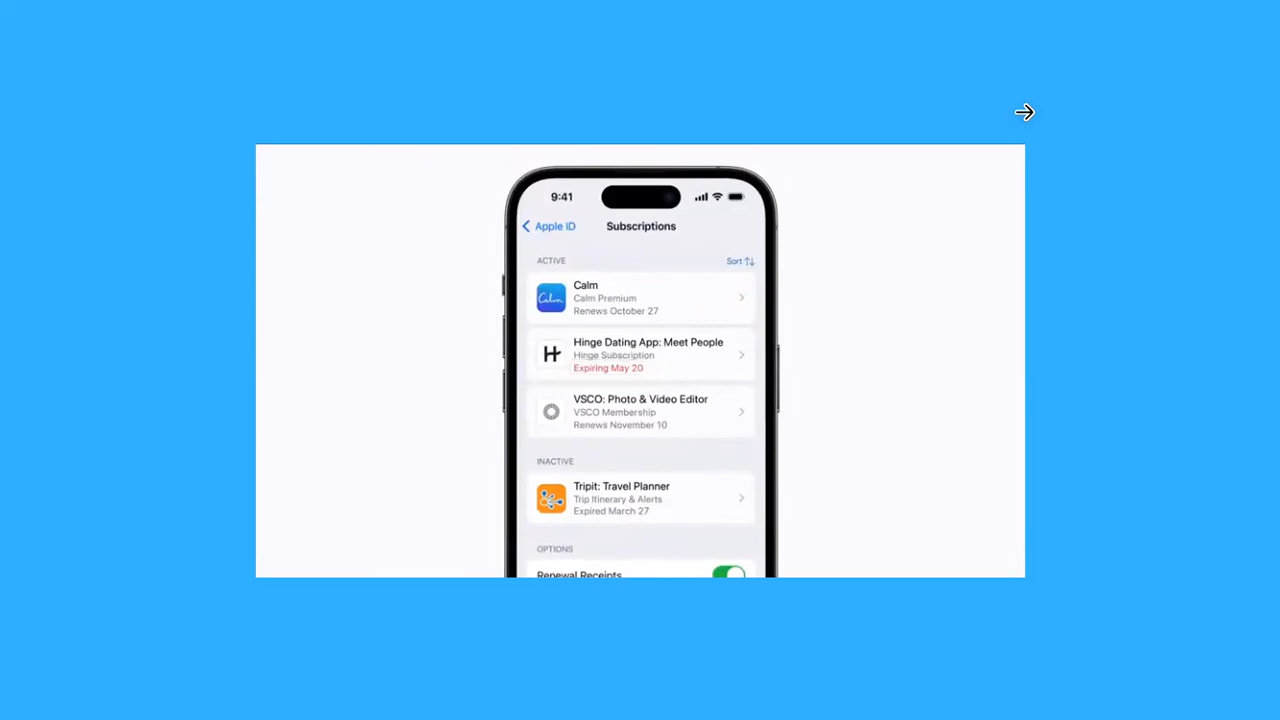 9:41
Apple ID
Subscriptions
ACTIVE
Sort
Calm
Calm
Calm Premium
Renews October 27
H
Hinge Dating App: Meet People
Hinge Subscription
Expiring May 20
VSCO: Photo & Video Editor
VSCO Membership
Renews November 10
INACTIVE
Tripit: Travel Planner
Trip Itinerary & Alerts
Expired March 27
OPTIONS
Renewal Receipts